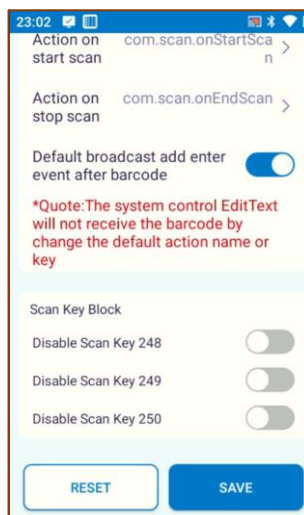 23:02
Action on com.scan.onStartSca
start scan n
Action on com.scan.onEndScan
stop scan
Default broadcast add enter
event after barcode
*Quote:The system control EditText
will not receive the barcode by
change the default action name or
key
Scan Key Block
Disable Scan Key 248
Disable Scan Key 249
Disable Scan Key 250
RESET SAVE